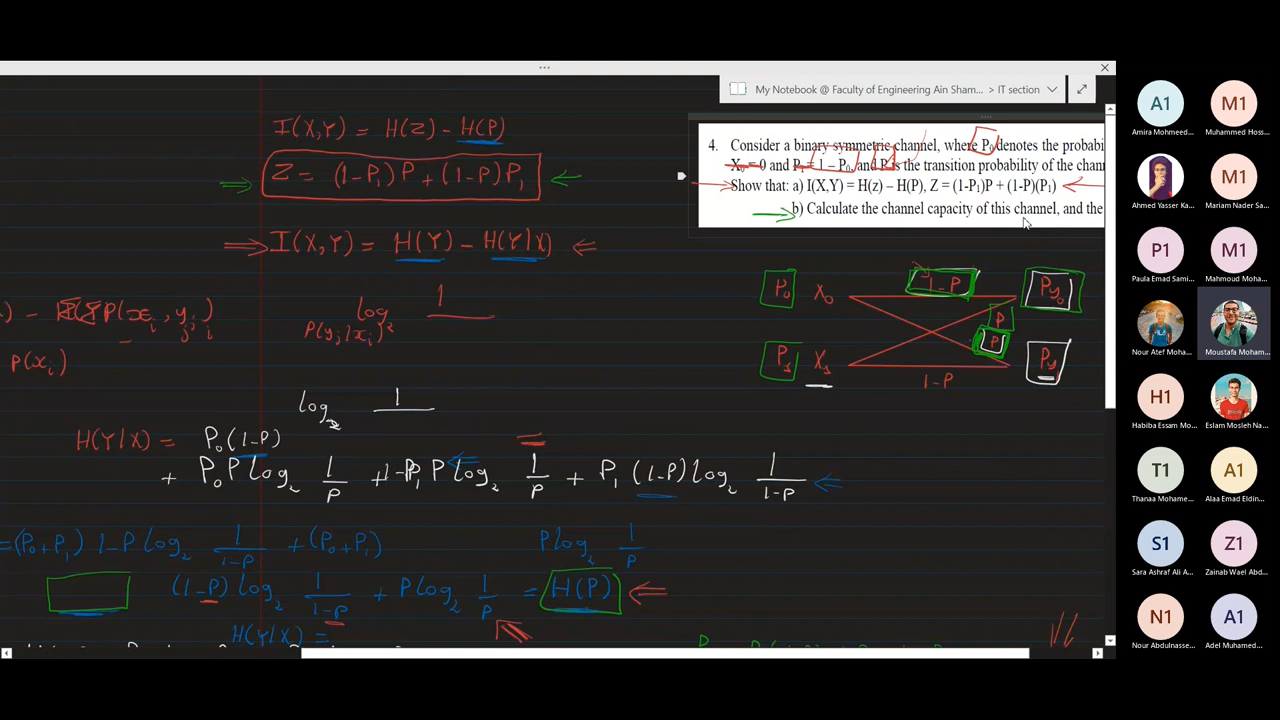 My Notebook @ Faculty of Engineering Ain Sham... > IT section
I(X,Y) = H(Z) - H(P)
Z = (1-P₁)P + (1-P)P₁
I(X,Y) = H(Y) - H(Y|X)
4. Consider a binary symmetric channel, where P₀ denotes the probabi
X₀ = 0 and P₁ = 1 – P₀, and P is the transition probability of the chan
Show that: a) I(X,Y) = H(z) – H(P), Z = (1-P₁)P + (1-P)(P₁)
b) Calculate the channel capacity of this channel, and the
P₀ X₀ 1-P Py₀
P
P
P₁ X₁ 1-P Py₁
P(xᵢ, yⱼ)
log₂ 1
P(yⱼ/xᵢ)
P(xᵢ)
log₂ 1
H(Y/X) = P₀(1-P)
+ P₀ P log₂ 1/P + 1-P₁ P log₂ 1/P + P₁ (1-P) log₂ 1/1-P
=(P₀+P₁) 1-P log₂ 1/1-P + (P₀+P₁) P log₂ 1/P
(1-P) log₂ 1/1-P + P log₂ 1/P = H(P)
H(Y/X) =
A1
Amira Mohmeed...
M1
Muhammed Hoss...
Ahmed Yasser Ka...
M1
Mariam Nader Sa...
P1
Paula Emad Sami...
M1
Mahmoud Moha...
Nour Atef Moha...
Moustafa Moham...
H1
Habiba Essam Mo...
Eslam Mosleh Na...
T1
Thanaa Mohame...
A1
Alaa Emad Eldin...
S1
Sara Ashraf Ali A...
Z1
Zainab Wael Abd...
N1
Nour Abdulnasse...
A1
Adel Muhamed...